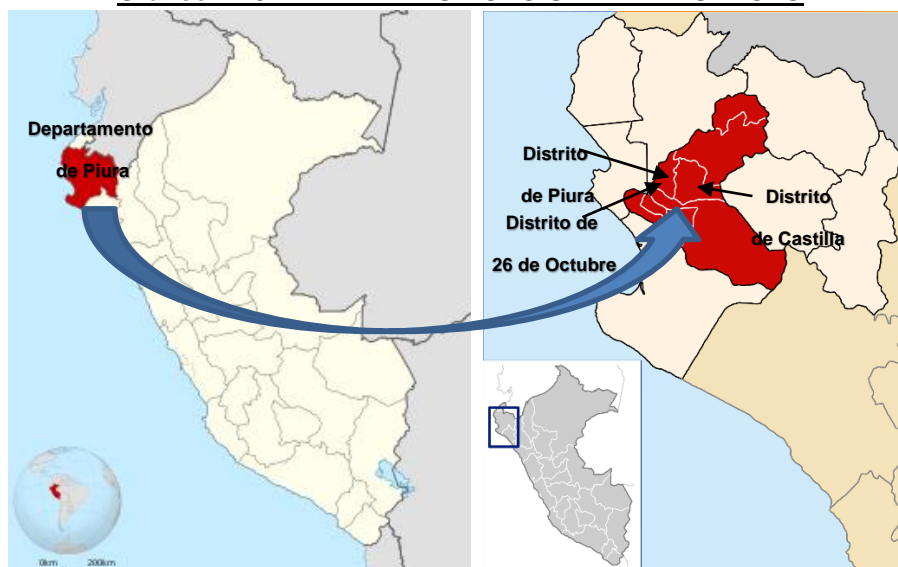 Departamento
de Piura
0km 200km
Distrito
de Piura
Distrito de
26 de Octubre
Distrito
de Castilla